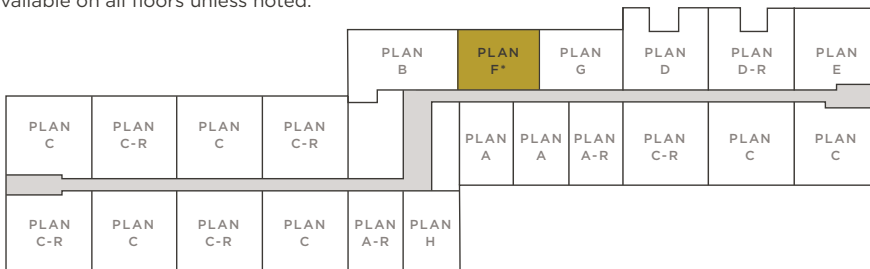 vailable on all floors unless noted.
PLAN
B
PLAN
F*
PLAN
G
PLAN
D
PLAN
D-R
PLAN
E
PLAN
C
PLAN
C-R
PLAN
C
PLAN
C-R
PLAN
A
PLAN
A
PLAN
A-R
PLAN
C-R
PLAN
C
PLAN
C
PLAN
C-R
PLAN
C
PLAN
C-R
PLAN
C
PLAN
A-R
PLAN
H